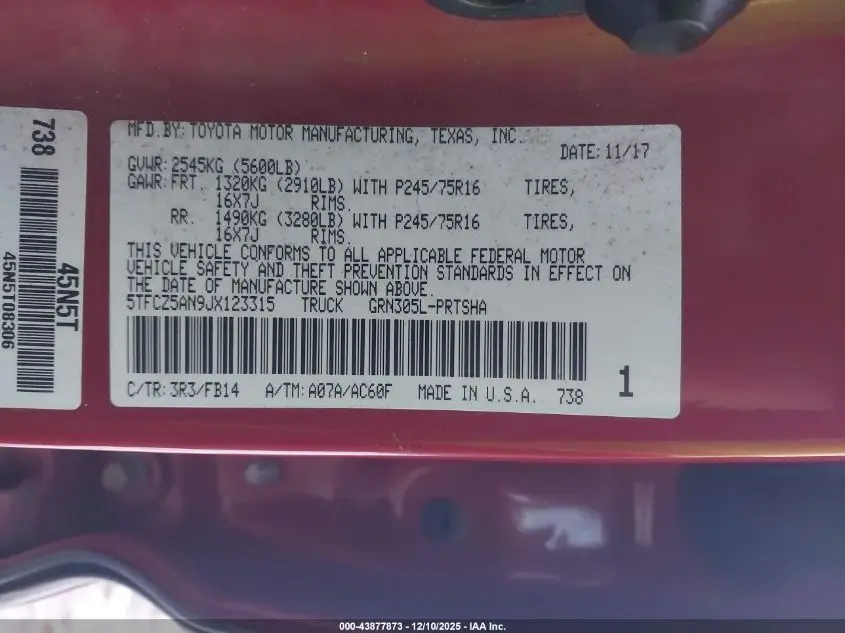 738
45N5T
45N5T08306
MFD.BY:TOYOTA MOTOR MANUFACTURING, TEXAS, INC.
DATE:11/17
GVWR:2545KG (5600LB)
GAWR:FRT. 1320KG (2910LB) WITH P245/75R16 TIRES,
16X7J RIMS.
RR. 1490KG (3280LB) WITH P245/75R16 TIRES,
16X7J RIMS.
THIS VEHICLE CONFORMS TO ALL APPLICABLE FEDERAL MOTOR
VEHICLE SAFETY AND THEFT PREVENTION STANDARDS IN EFFECT ON
THE DATE OF MANUFACTURE SHOWN ABOVE.
5TFCZ5AN9JX123315 TRUCK GRN305L-PRTSHA
C/TR:3R3/FB14 A/TM:A07A/AC60F MADE IN U.S.A. 738
1
000-43877873 - 12/10/2025 - IAA Inc.